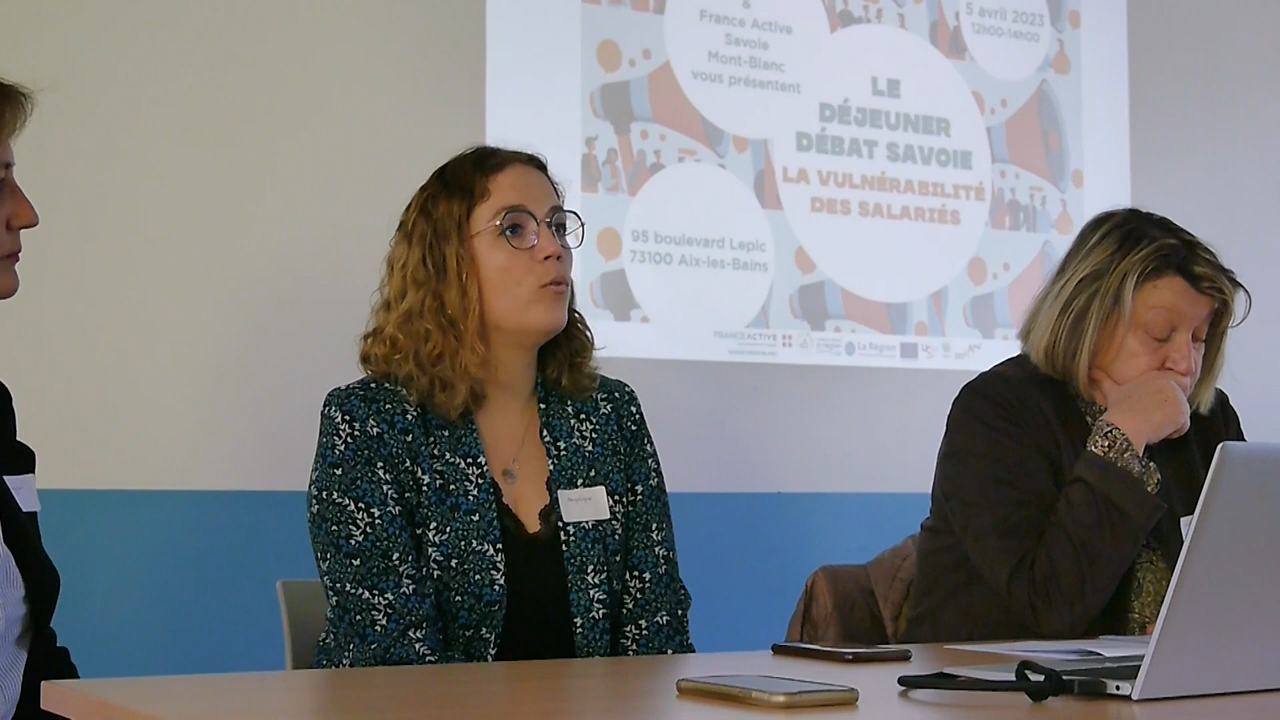 &
France Active
Savoie
Mont-Blanc
vous présentent
5 avril 2023
12h00-14h00
LE
DÉJEUNER
DÉBAT SAVOIE
LA VULNÉRABILITÉ
DES SALARIÉS
95 boulevard Lepic
73100 Aix-les-Bains
FRANCE ACTIVE
La Région